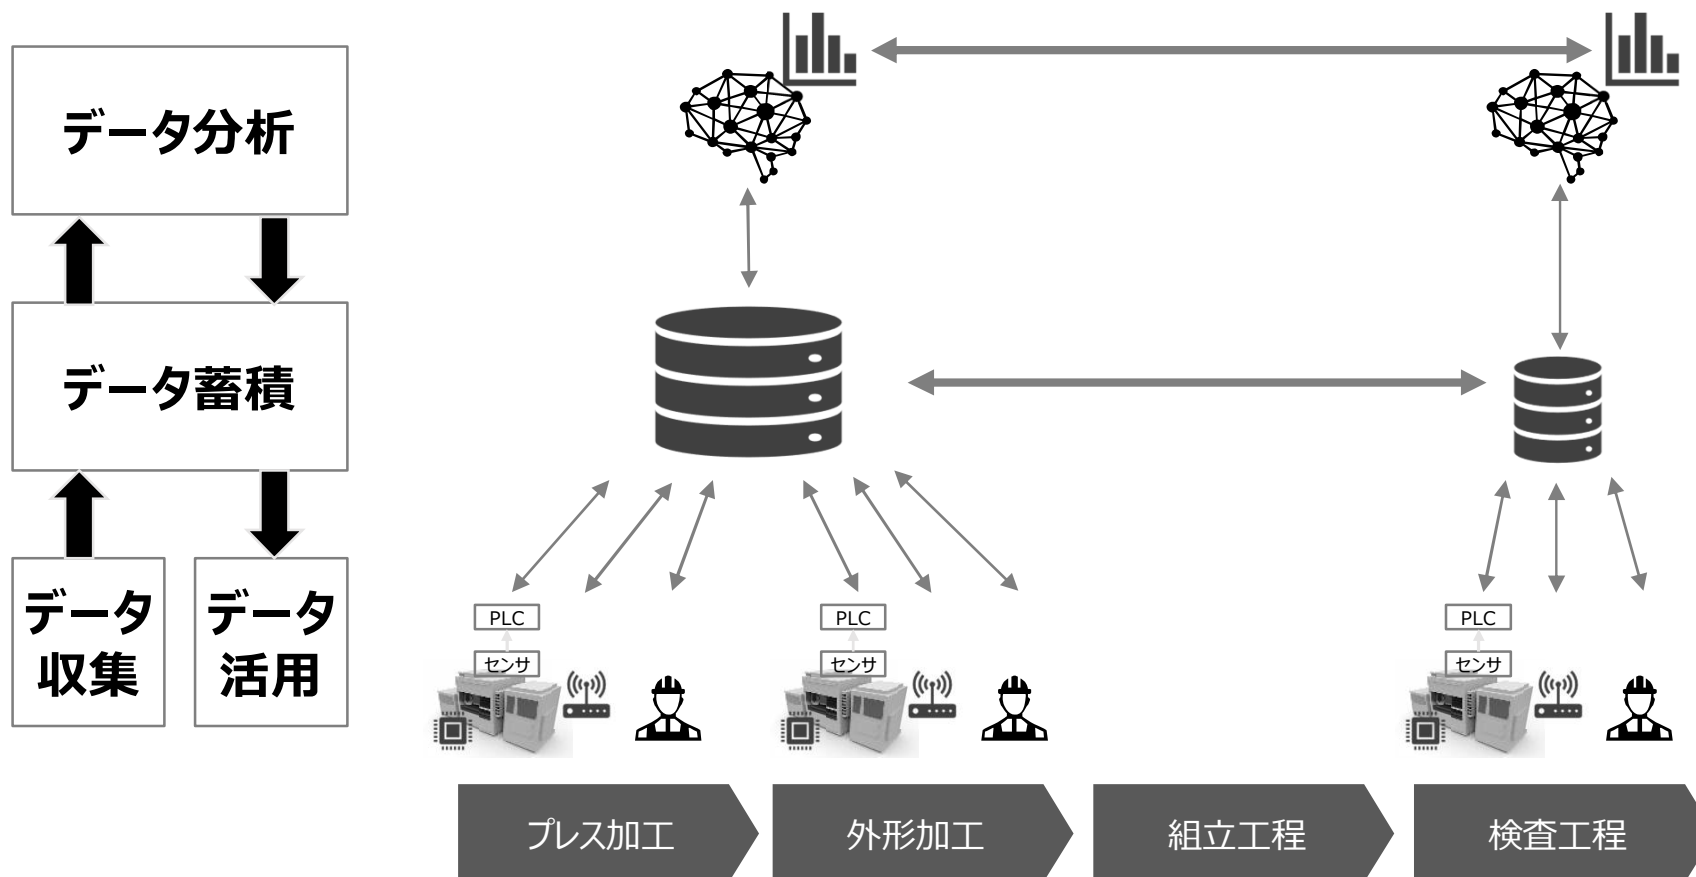 データ分析
データ蓄積
データ
収集
データ
活用
PLC
センサ
PLC
センサ
PLC
センサ
プレス加工
外形加工
組立工程
検査工程